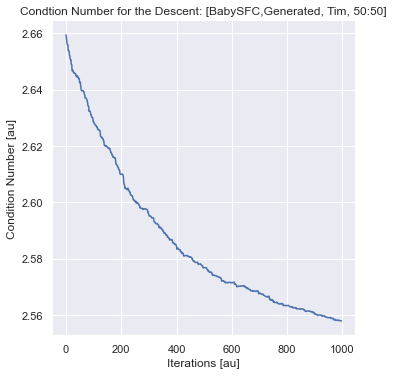 Condtion Number for the Descent: [BabySFC,Generated, Tim, 50:50]
2.66
2.64
2.62
2.60
2.58
2.56
Condition Number [au]
0 200 400 600 800 1000
Iterations [au]